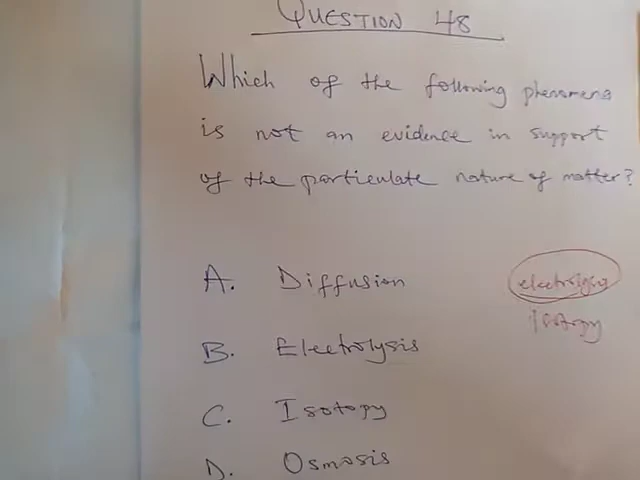 QUESTION 48
Which of the following phenomena
is not an evidence in support
of the particulate nature of matter?
A. Diffusion
electrolysis
isotopy
B. Electrolysis
C. Isotopy
D. Osmosis